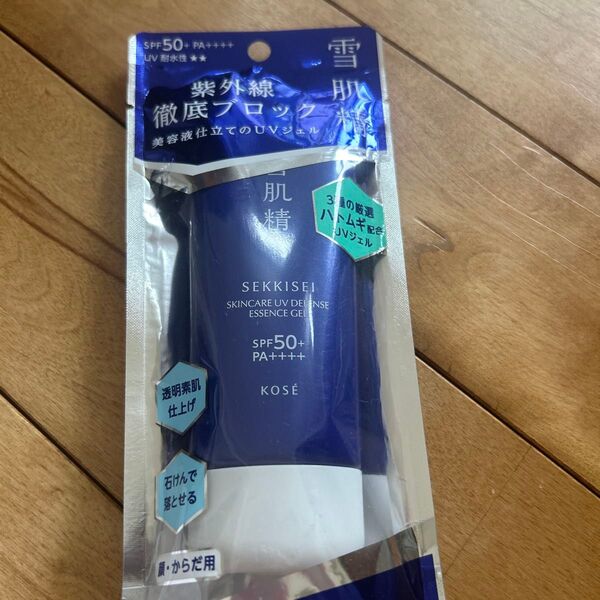 SPF50+ PA++++
UV 耐水性★★
雪肌精
紫外線
徹底ブロック
美容液仕立てのUVジェル
雪肌精
3種の厳選
ハトムギ配合
UVジェル
SEKKISEI
SKINCARE UV DEFENSE
ESSENCE GEL
SPF50+
PA++++
KOSÉ
透明素肌
仕上げ
石けんで
落とせる
顔・からだ用